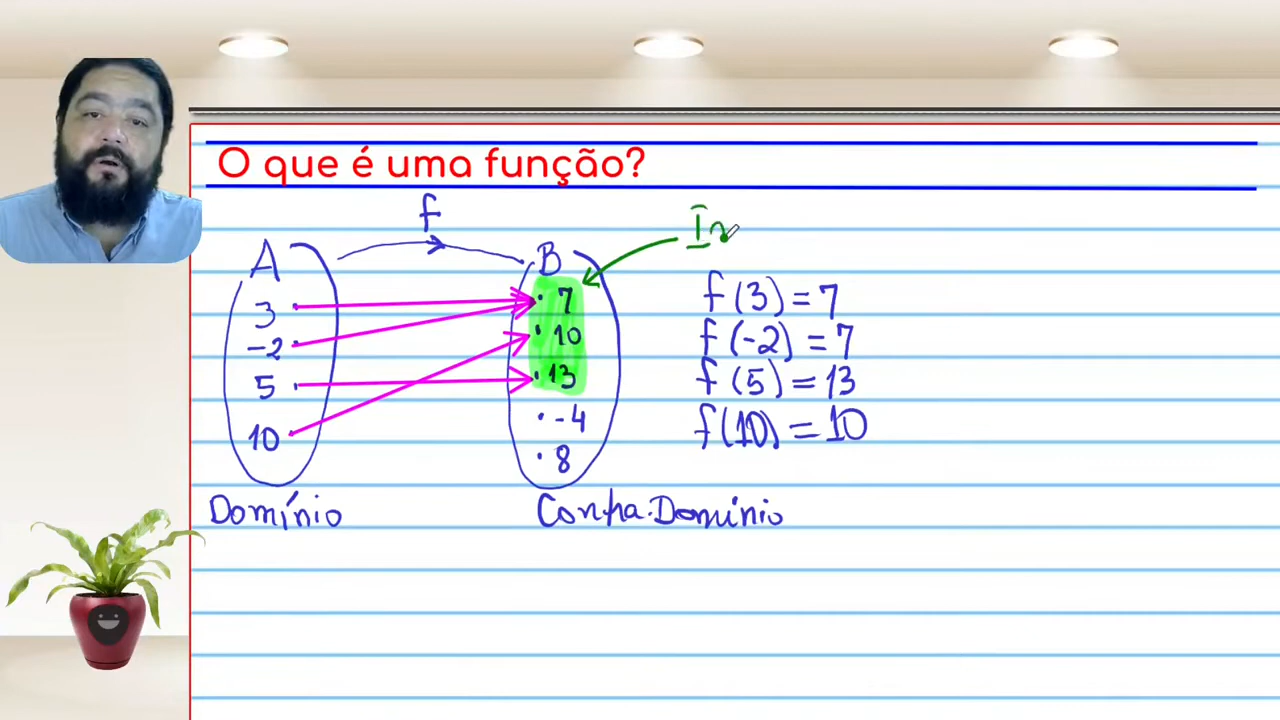 O que é uma função?
f
A
B
3
-2
5
10
7
10
13
-4
8
f(3)=7
f(-2)=7
f(5)=13
f(10)=10
Domínio
Contra-Domínio